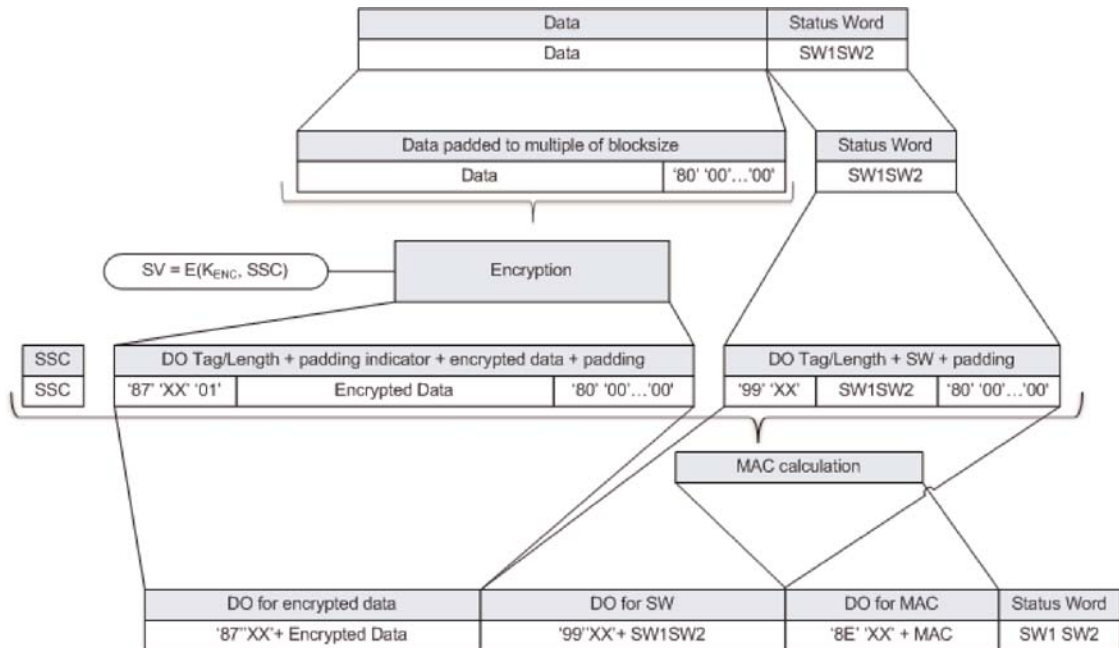 Data Status Word
Data SW1SW2
Data padded to multiple of blocksize Status Word
Data '80' '00'…'00' SW1SW2
SV = E(KENC, SSC) Encryption
SSC DO Tag/Length + padding indicator + encrypted data + padding DO Tag/Length + SW + padding
SSC '87' 'XX' '01' Encrypted Data '80' '00'…'00' '99' 'XX' SW1SW2 '80' '00'…'00'
MAC calculation
DO for encrypted data DO for SW DO for MAC Status Word
'87''XX'+ Encrypted Data '99''XX'+ SW1SW2 '8E' 'XX' + MAC SW1 SW2